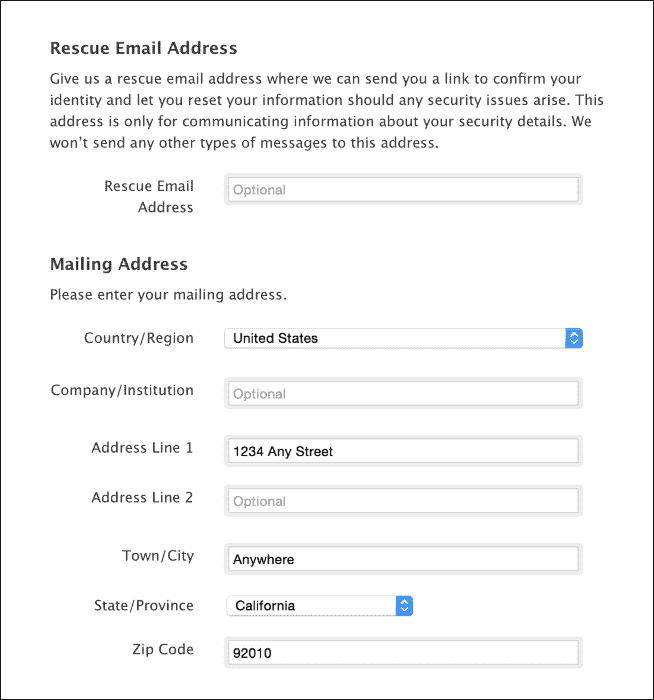 Rescue Email Address
Give us a rescue email address where we can send you a link to confirm your
identity and let you reset your information should any security issues arise. This
address is only for communicating information about your security details. We
won't send any other types of messages to this address.
Rescue Email
Address
Optional
Mailing Address
Please enter your mailing address.
Country/Region
United States
Company/Institution
Optional
Address Line 1
1234 Any Street
Address Line 2
Optional
Town/City
Anywhere
State/Province
California
Zip Code
92010